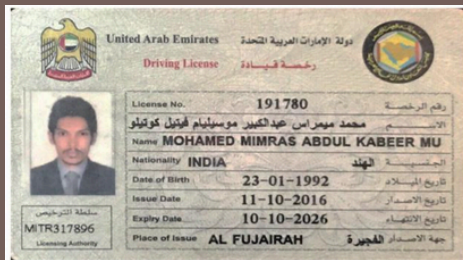 United Arab Emirates دولة الإمارات العربية المتحدة
Driving License رخصة قيادة
License No. 191780 رقم الرخصة
الاسم محمد ميمراس عبدالكبير موسيليام فيتيل كوتيلو
Name MOHAMED MIMRAS ABDUL KABEER MU
Nationality INDIA الهند الجنسية
Date of Birth 23-01-1992 تاريخ الميلاد
Issue Date 11-10-2016 تاريخ الاصدار
Expiry Date 10-10-2026 تاريخ الانتهاء
Place of Issue AL FUJAIRAH الفجيرة جهة الاصدار
سلطة الترخيص
MITR317896
Licensing Authority